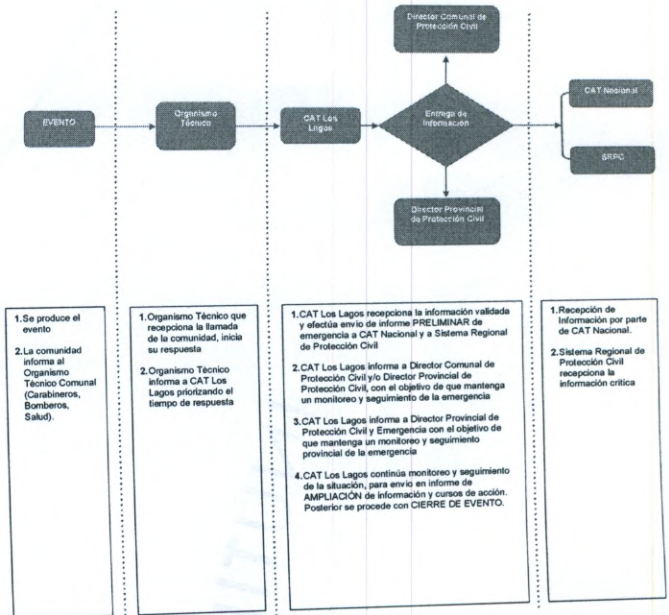 Director Comunal de
Protección Civil
EVENTO
Organismo
Técnico
CAT Los
Lagos
Entrega de
Información
CAT Nacional
SRPC
Director Provincial
de Protección Civil
1.Se produce el
evento
2.La comunidad
informa al
Organismo
Técnico Comunal
(Carabineros,
Bomberos,
Salud).
1.Organismo Técnico que
recepciona la llamada
de la comunidad, inicia
su respuesta
2.Organismo Técnico
informa a CAT Los
Lagos priorizando el
tiempo de respuesta
1.CAT Los Lagos recepciona la información validada
y efectúa envio de informe PRELIMINAR de
emergencia a CAT Nacional y a Sistema Regional
de Protección Civil
2.CAT Los Lagos informa a Director Comunal de
Protección Civil y/o Director Provincial de
Protección Civil, con el objetivo de que mantenga
un monitoreo y seguimiento de la emergencia
3.CAT Los Lagos informa a Director Provincial de
Protección Civil y Emergencia con el objetivo de
que mantenga un monitoreo y seguimiento
provincial de la emergencia
4.CAT Los Lagos continúa monitoreo y seguimiento
de la situación, para envio en informe de
AMPLIACIÓN de información y cursos de acción.
Posterior se procede con CIERRE DE EVENTO.
1.Recepción de
Información por parte
de CAT Nacional.
2.Sistema Regional de
Protección Civil
recepciona la
información crítica